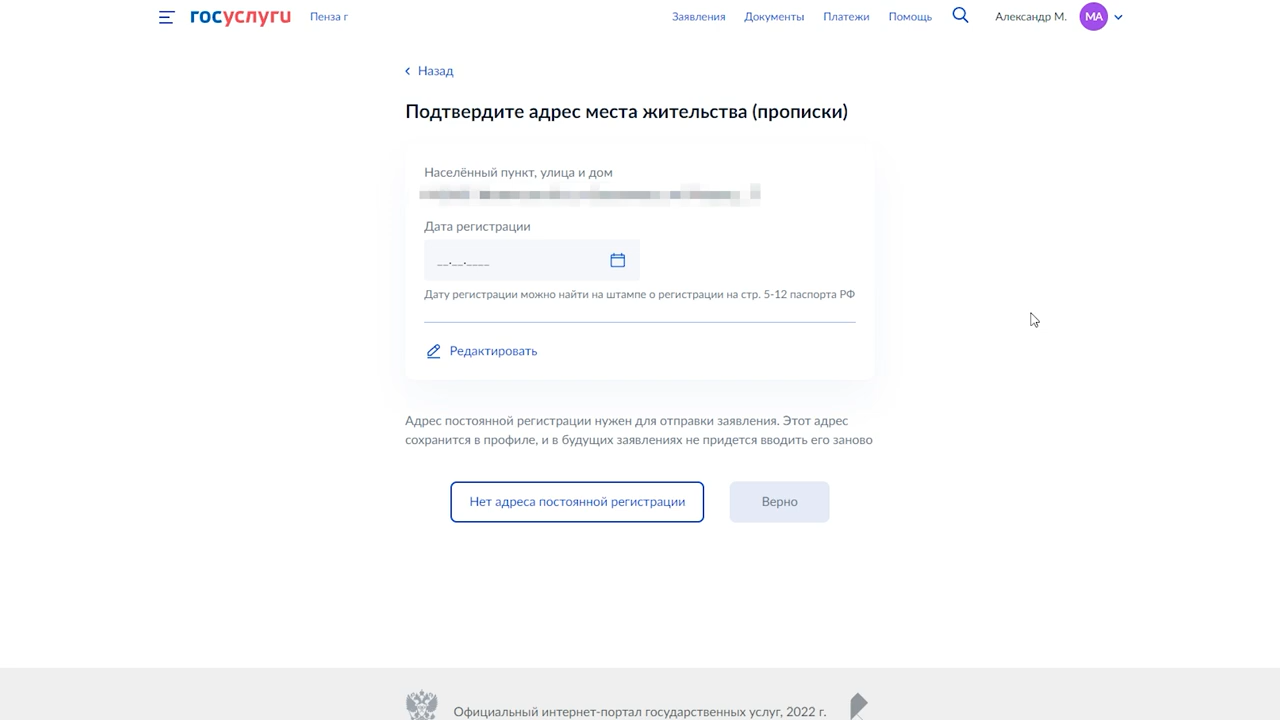 госуслуги Пенза г Заявления Документы Платежи Помощь Александр М. МА
Назад
Подтвердите адрес места жительства (прописки)
Населённый пункт, улица и дом
Дата регистрации
__.__.____
Дату регистрации можно найти на штампе о регистрации на стр. 5-12 паспорта РФ
Редактировать
Адрес постоянной регистрации нужен для отправки заявления. Этот адрес
сохранится в профиле, и в будущих заявлениях не придется вводить его заново
Нет адреса постоянной регистрации Верно
Официальный интернет-портал государственных услуг, 2022 г.